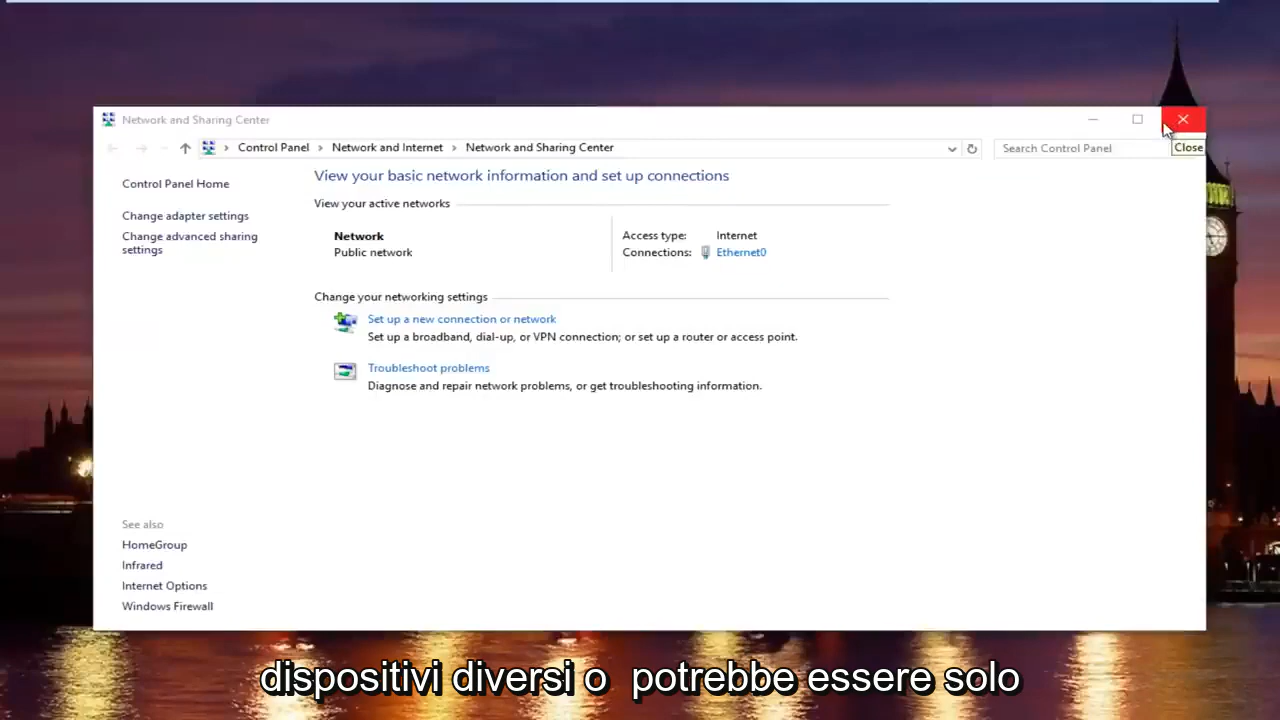 Network and Sharing Center
Control Panel > Network and Internet > Network and Sharing Center
Search Control Panel
Close
Control Panel Home
Change adapter settings
Change advanced sharing
settings
View your basic network information and set up connections
View your active networks
Network
Public network
Access type: Internet
Connections: Ethernet0
Change your networking settings
Set up a new connection or network
Set up a broadband, dial-up, or VPN connection; or set up a router or access point.
Troubleshoot problems
Diagnose and repair network problems, or get troubleshooting information.
See also
HomeGroup
Infrared
Internet Options
Windows Firewall
dispositivi diversi o potrebbe essere solo